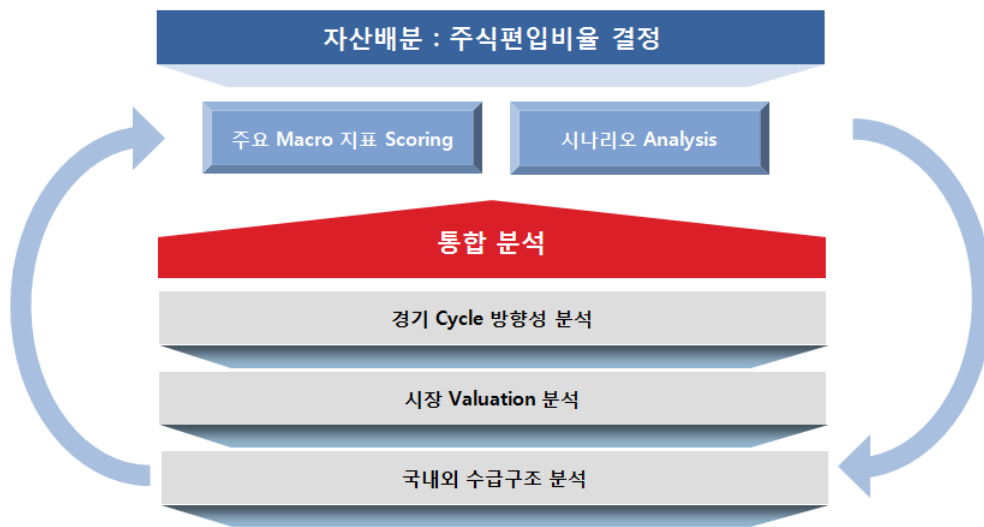 자산배분 : 주식편입비율 결정
주요 Macro 지표 Scoring
시나리오 Analysis
통합 분석
경기 Cycle 방향성 분석
시장 Valuation 분석
국내외 수급구조 분석